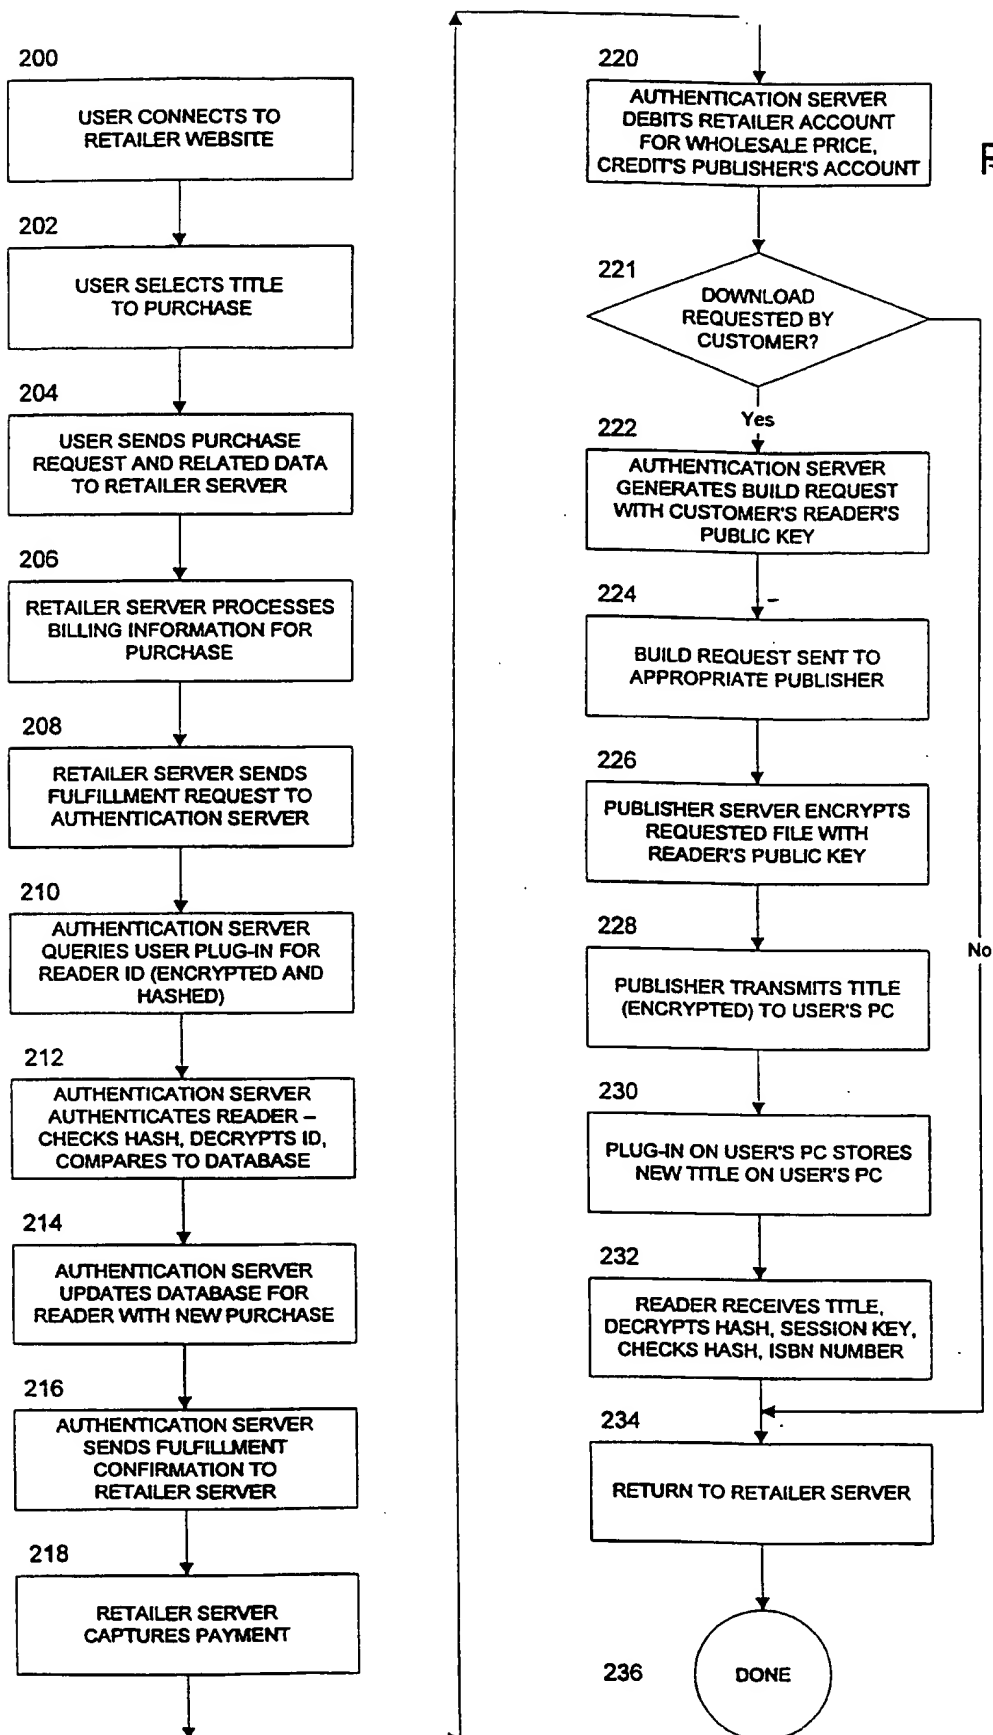 200
USER CONNECTS TO
RETAILER WEBSITE
202
USER SELECTS TITLE
TO PURCHASE
204
USER SENDS PURCHASE
REQUEST AND RELATED DATA
TO RETAILER SERVER
206
RETAILER SERVER PROCESSES
BILLING INFORMATION FOR
PURCHASE
208
RETAILER SERVER SENDS
FULFILLMENT REQUEST TO
AUTHENTICATION SERVER
210
AUTHENTICATION SERVER
QUERIES USER PLUG-IN FOR
READER ID (ENCRYPTED AND
HASHED)
212
AUTHENTICATION SERVER
AUTHENTICATES READER –
CHECKS HASH, DECRYPTS ID,
COMPARES TO DATABASE
214
AUTHENTICATION SERVER
UPDATES DATABASE FOR
READER WITH NEW PURCHASE
216
AUTHENTICATION SERVER
SENDS FULFILLMENT
CONFIRMATION TO
RETAILER SERVER
218
RETAILER SERVER
CAPTURES PAYMENT
220
AUTHENTICATION SERVER
DEBITS RETAILER ACCOUNT
FOR WHOLESALE PRICE,
CREDIT'S PUBLISHER'S ACCOUNT
221
DOWNLOAD
REQUESTED BY
CUSTOMER?
Yes
222
AUTHENTICATION SERVER
GENERATES BUILD REQUEST
WITH CUSTOMER'S READER'S
PUBLIC KEY
224
BUILD REQUEST SENT TO
APPROPRIATE PUBLISHER
226
PUBLISHER SERVER ENCRYPTS
REQUESTED FILE WITH
READER'S PUBLIC KEY
228
No
PUBLISHER TRANSMITS TITLE
(ENCRYPTED) TO USER'S PC
230
PLUG-IN ON USER'S PC STORES
NEW TITLE ON USER'S PC
232
READER RECEIVES TITLE,
DECRYPTS HASH, SESSION KEY,
CHECKS HASH, ISBN NUMBER
234
RETURN TO RETAILER SERVER
236
DONE